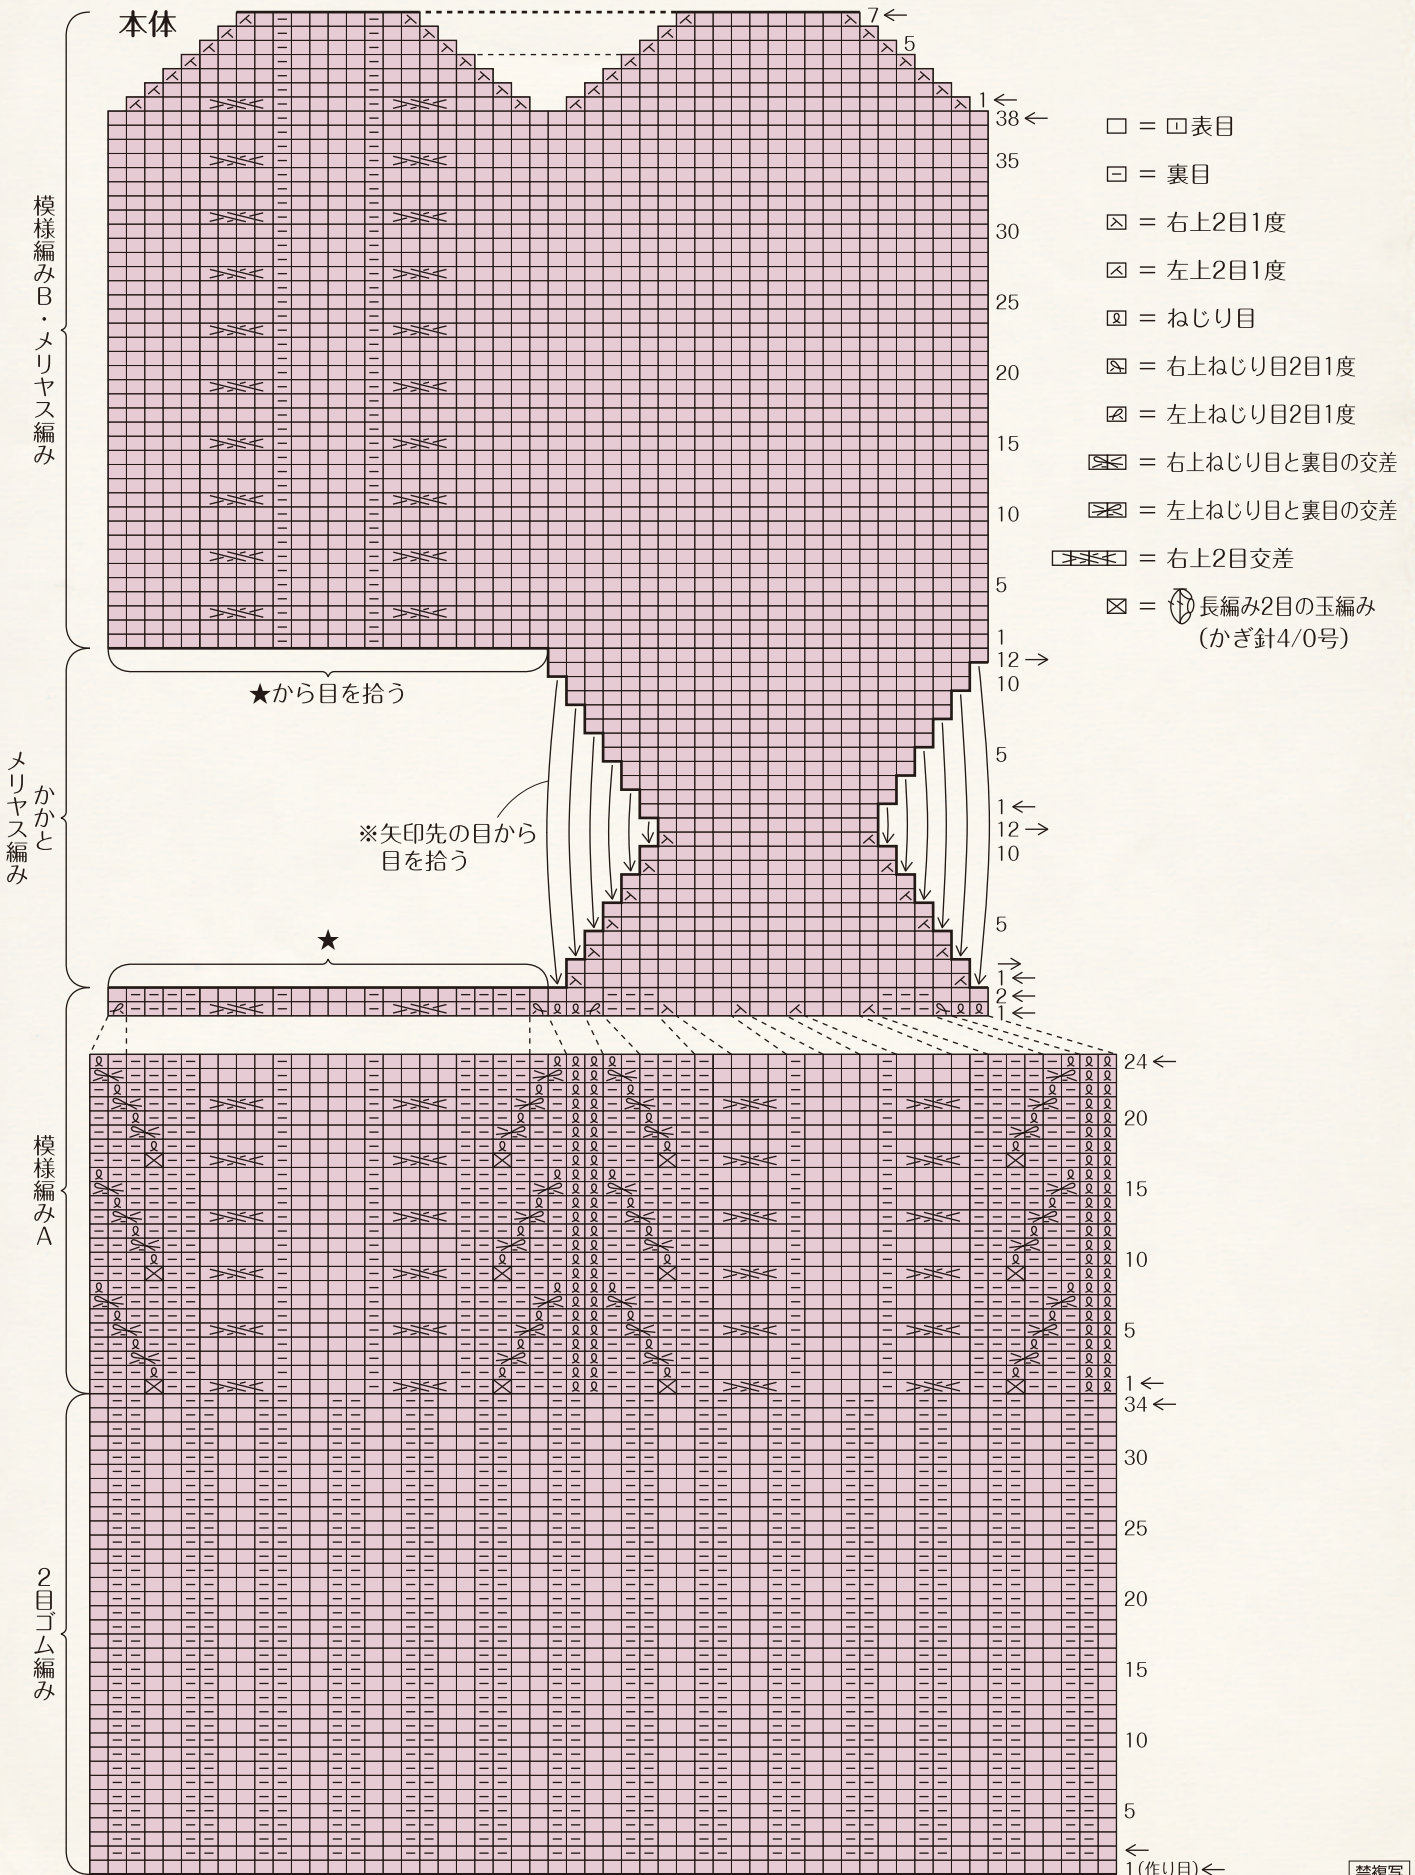 本体
7←
5
1←
38←
35
30
25
20
15
10
5
1
12→
10
5
1←
12→
10
5
→
1←
2←
1←
24←
20
15
10
5
1←
34←
30
25
20
15
10
5
←
1(作り目)←
模様編みB・メリヤス編み
かかと
メリヤス編み
模様編みA
2目ゴム編み
★から目を拾う
※矢印先の目から
目を拾う
★
□ = 表目
= 裏目
= 右上2目1度
= 左上2目1度
= ねじり目
= 右上ねじり目2目1度
= 左上ねじり目2目1度
= 右上ねじり目と裏目の交差
= 左上ねじり目と裏目の交差
= 右上2目交差
= 長編み2目の玉編み
(かぎ針4/0号)
禁複写